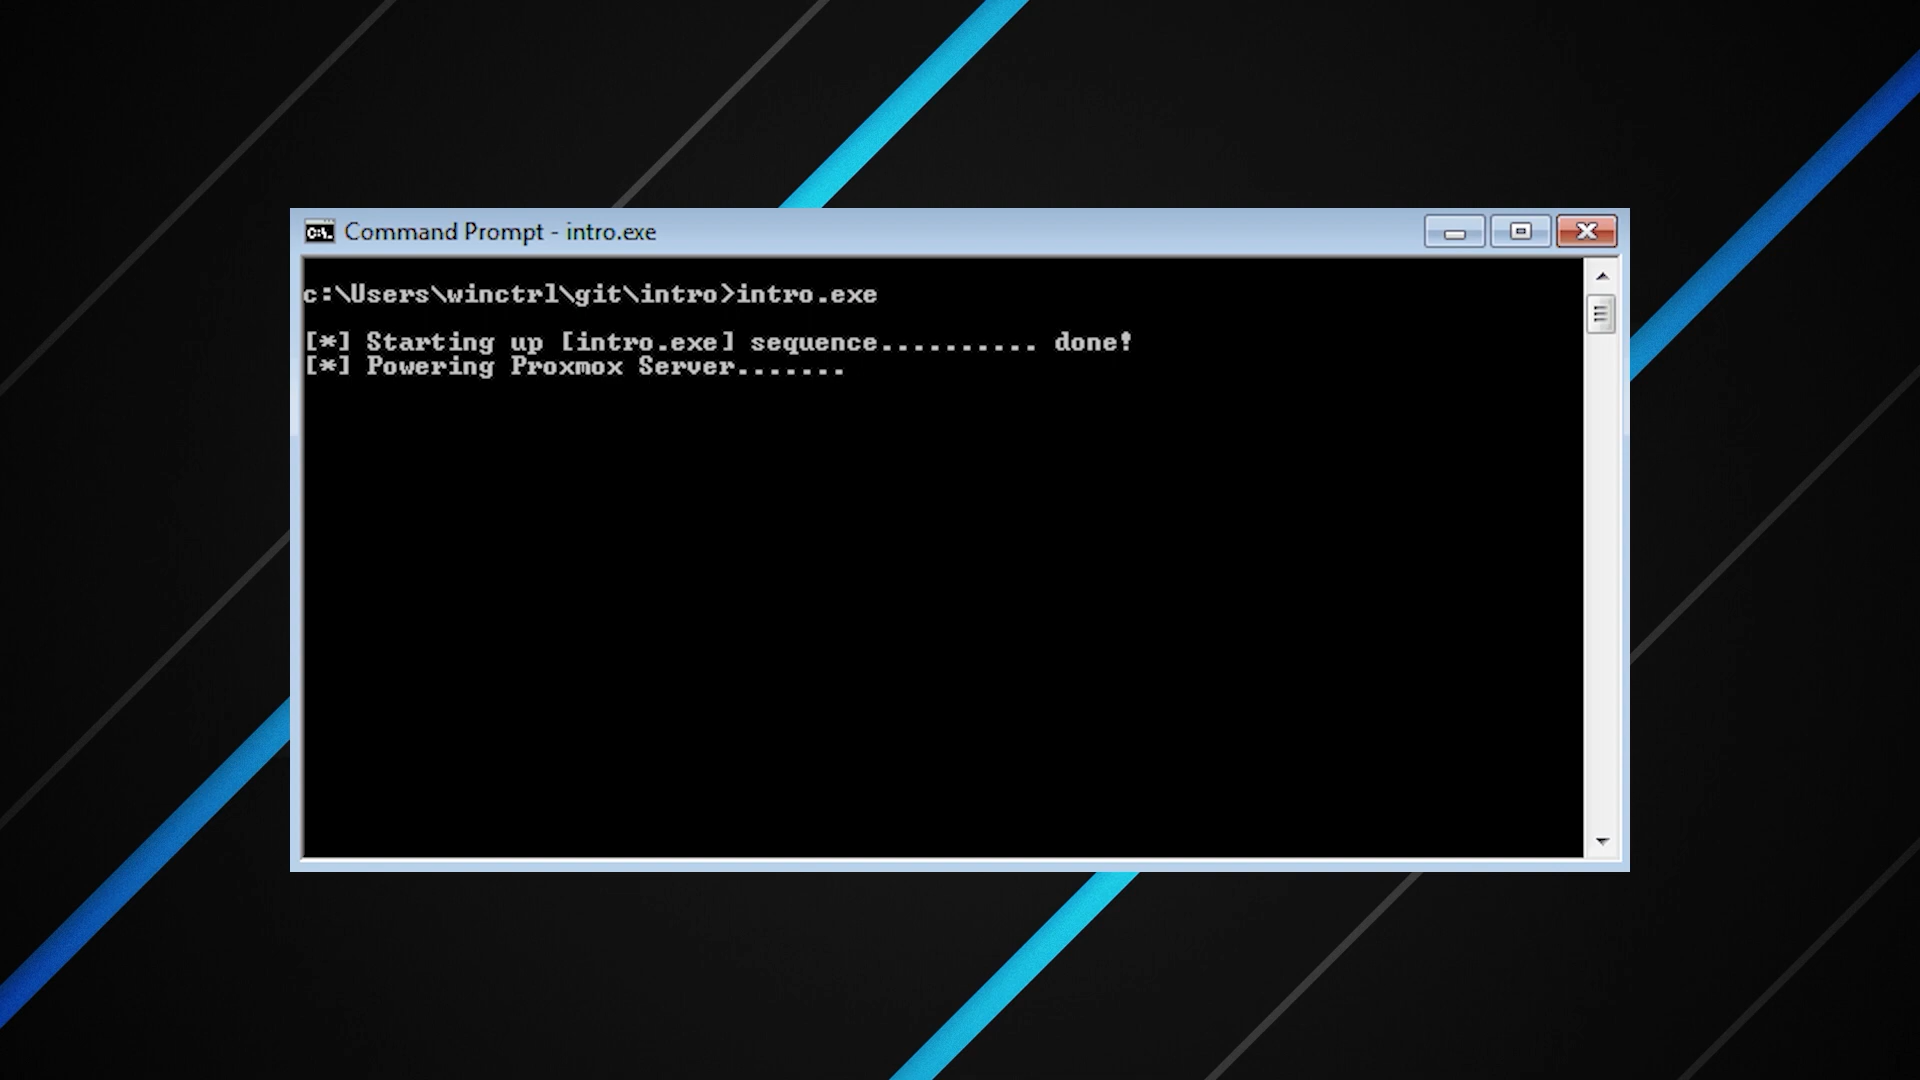 Command Prompt - intro.exe
c:\Users\winctrl\git\intro>intro.exe
[*] Starting up [intro.exe] sequence.......... done!
[*] Powering Proxmox Server.......